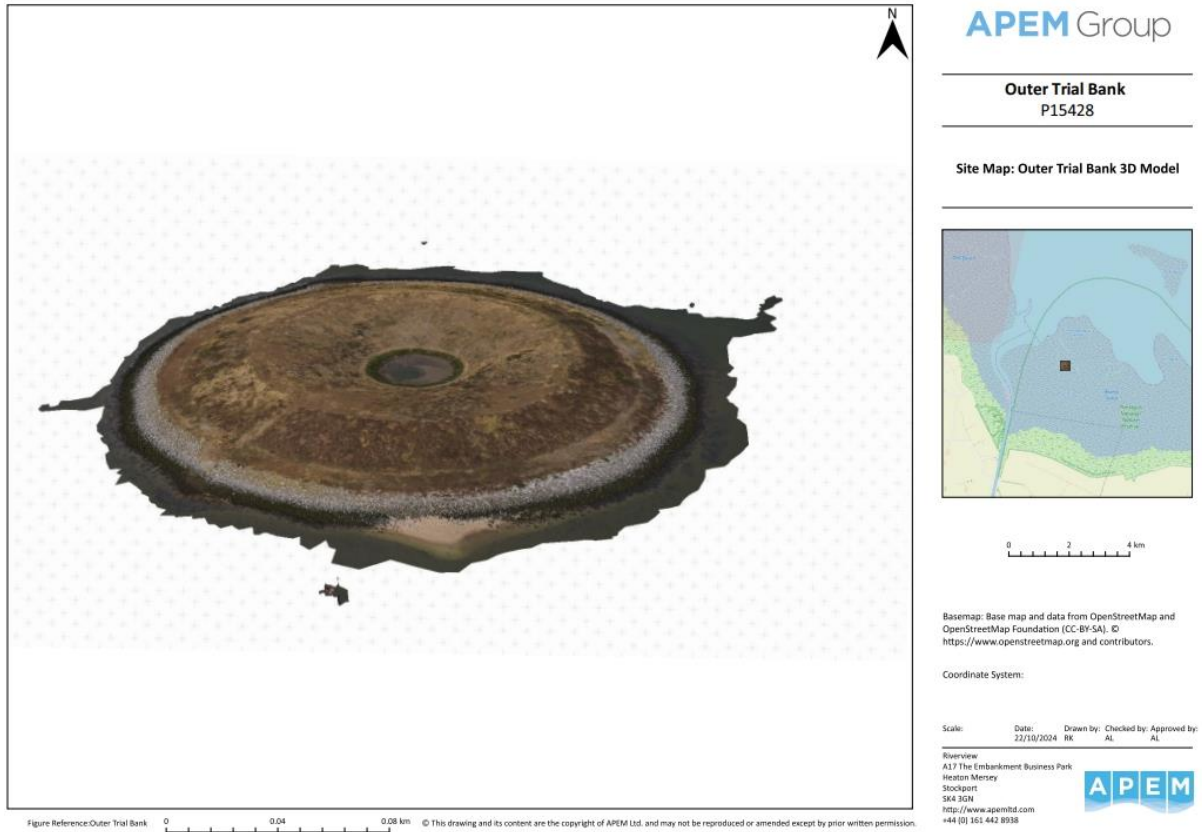 N
APEM Group
Outer Trial Bank
P15428
Site Map: Outer Trial Bank 3D Model
0 2 4 km
Basemap: Base map and data from OpenStreetMap and
OpenStreetMap Foundation (CC-BY-SA). ©
https://www.openstreetmap.org and contributors.
Coordinate System:
Scale: Date: Drawn by: Checked by: Approved by:
22/10/2024 RK AL AL
Riverview
A17 The Embankment Business Park
Heaton Mersey
Stockport
SK4 3GN
http://www.apemltd.com
+44 (0) 161 442 8938
APEM
Figure Reference:Outer Trial Bank 0 0.04 0.08 km © This drawing and its content are the copyright of APEM Ltd. and may not be reproduced or amended except by prior written permission.